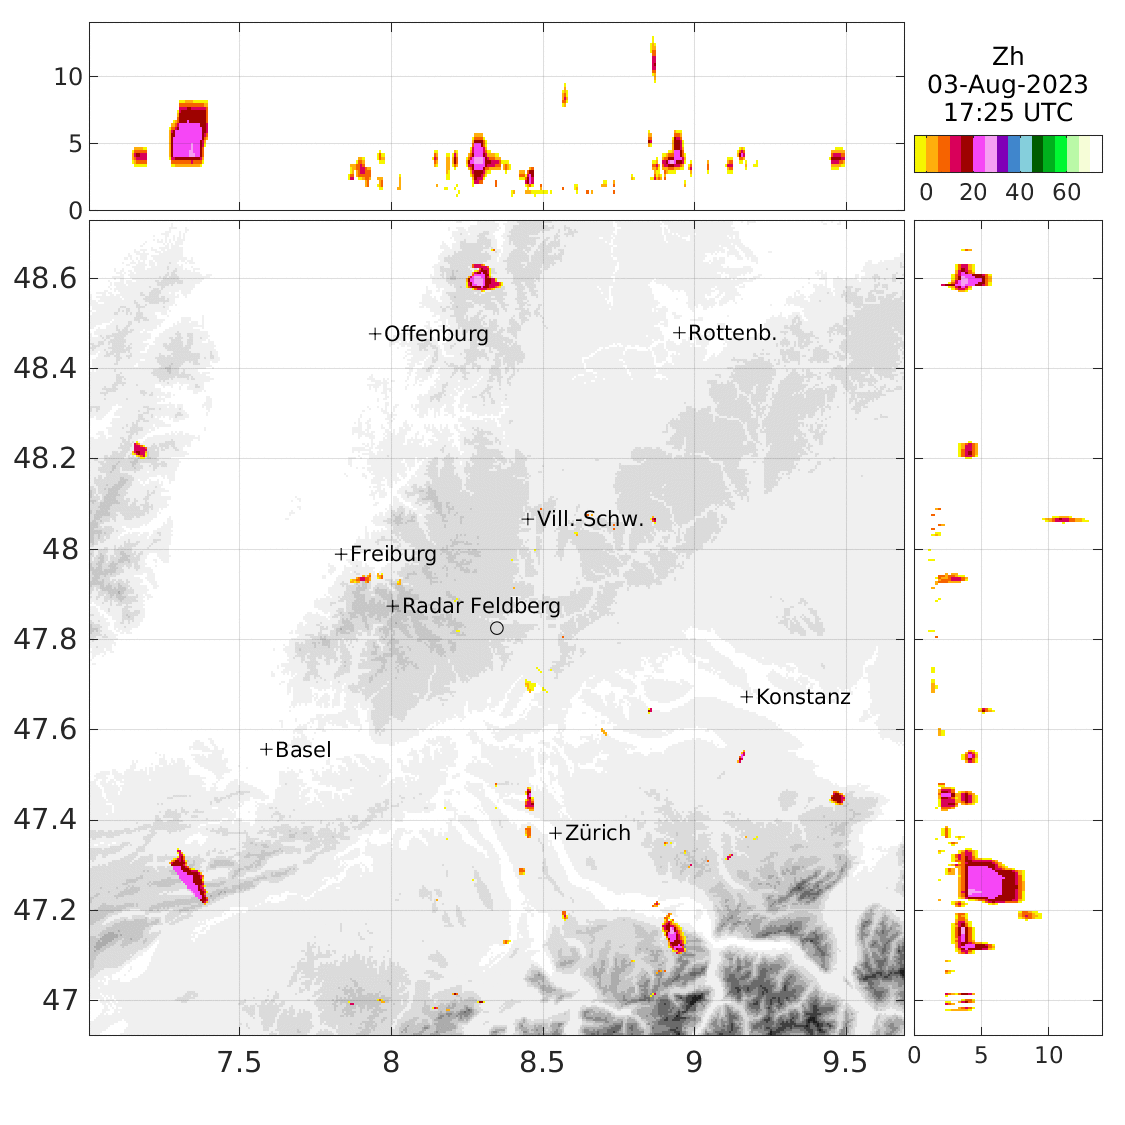 10
5
0
Zh
03-Aug-2023
17:25 UTC
0 20 40 60
48.6
48.4
48.2
48
47.8
47.6
47.4
47.2
47
+Offenburg
+Rottenb.
+Vill.-Schw.
+Freiburg
+Radar Feldberg
+Konstanz
+Basel
+Zürich
7.5 8 8.5 9 9.5
0 5 10